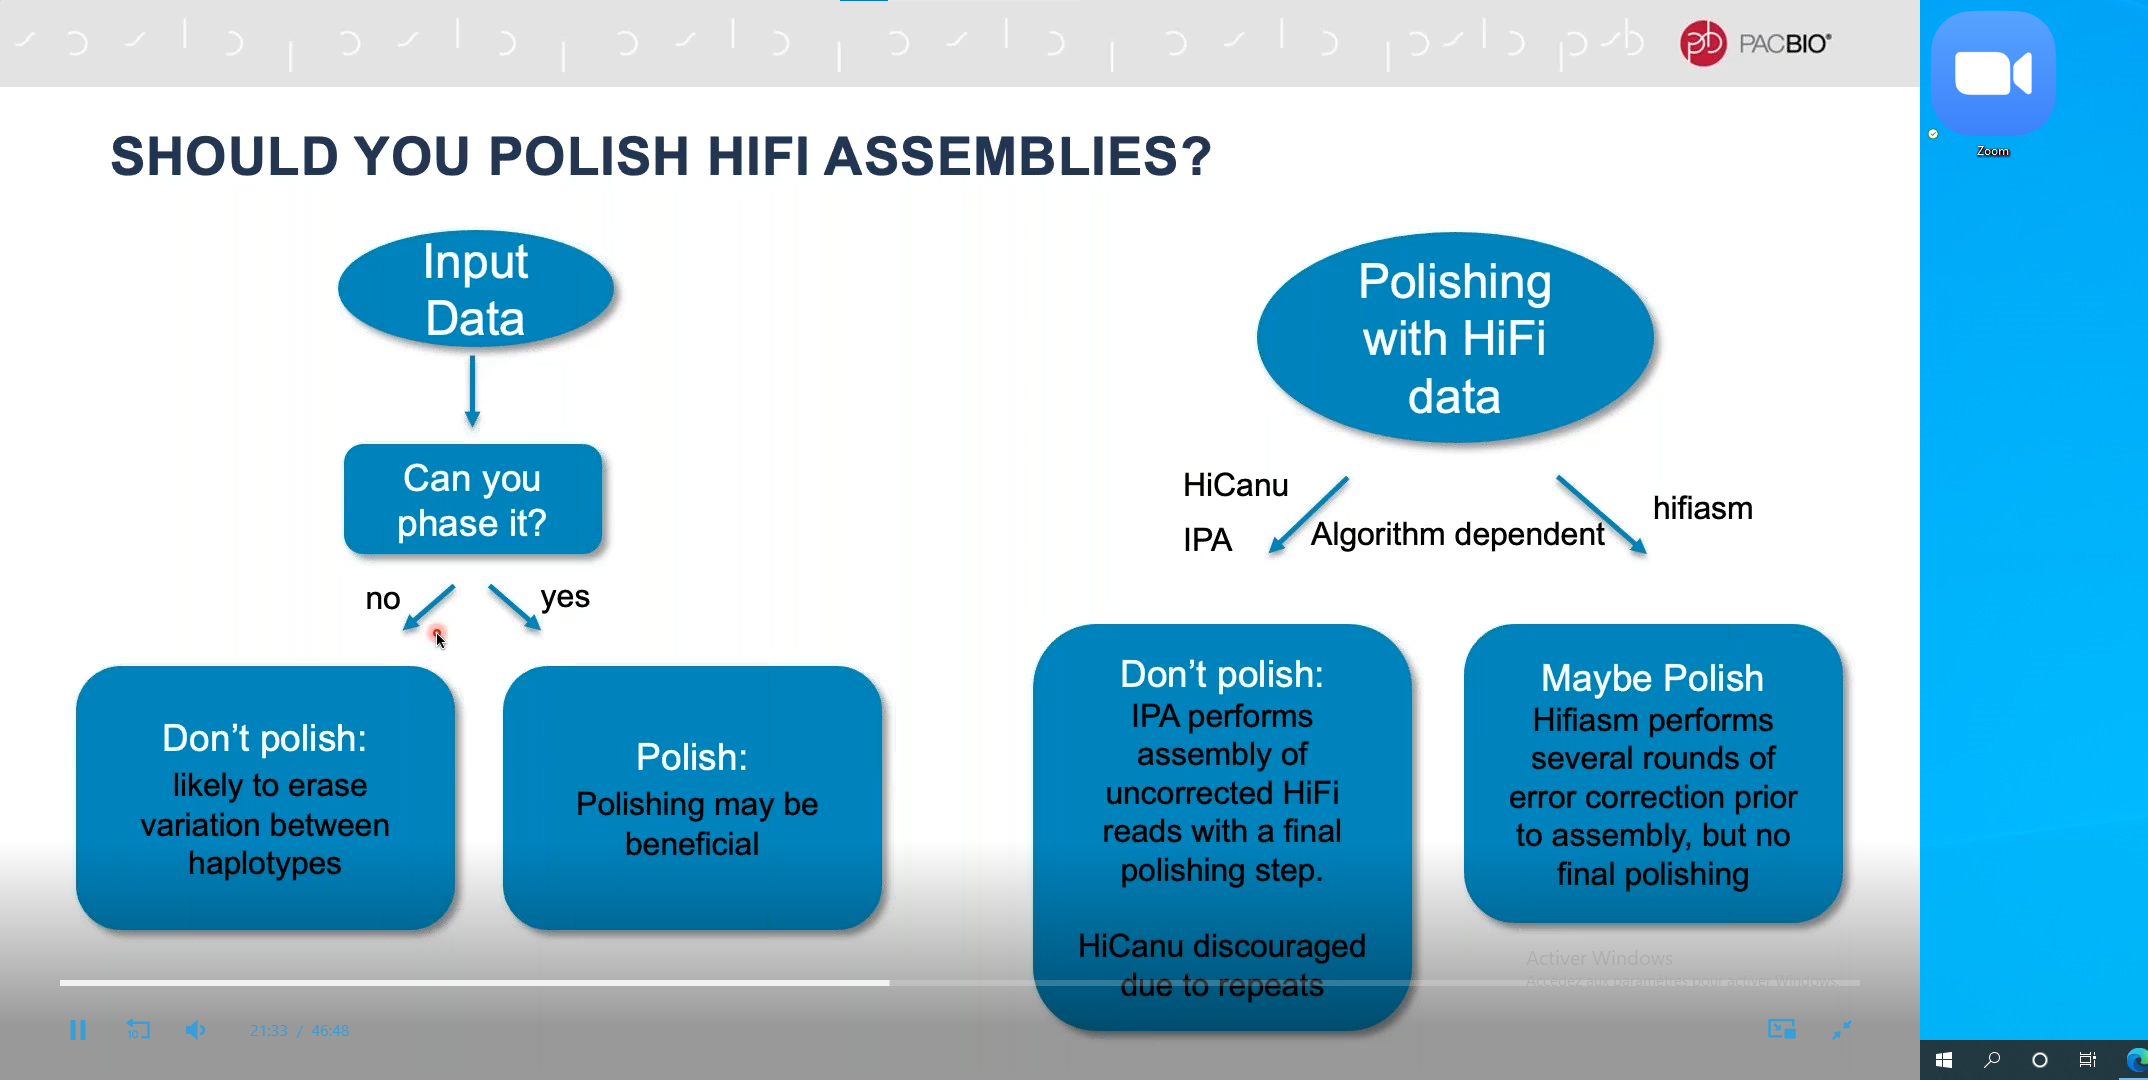 PACBIO®
Zoom
SHOULD YOU POLISH HIFI ASSEMBLIES?
Input
Data
Can you
phase it?
no
yes
Don't polish:
likely to erase
variation between
haplotypes
Polish:
Polishing may be
beneficial
Polishing
with HiFi
data
HiCanu
IPA
Algorithm dependent
hifiasm
Don't polish:
IPA performs
assembly of
uncorrected HiFi
reads with a final
polishing step.
HiCanu discouraged
due to repeats
Maybe Polish
Hifiasm performs
several rounds of
error correction prior
to assembly, but no
final polishing
Activer Windows
Accédez aux paramètres pour activer Windows.
10
21:33 / 46:48